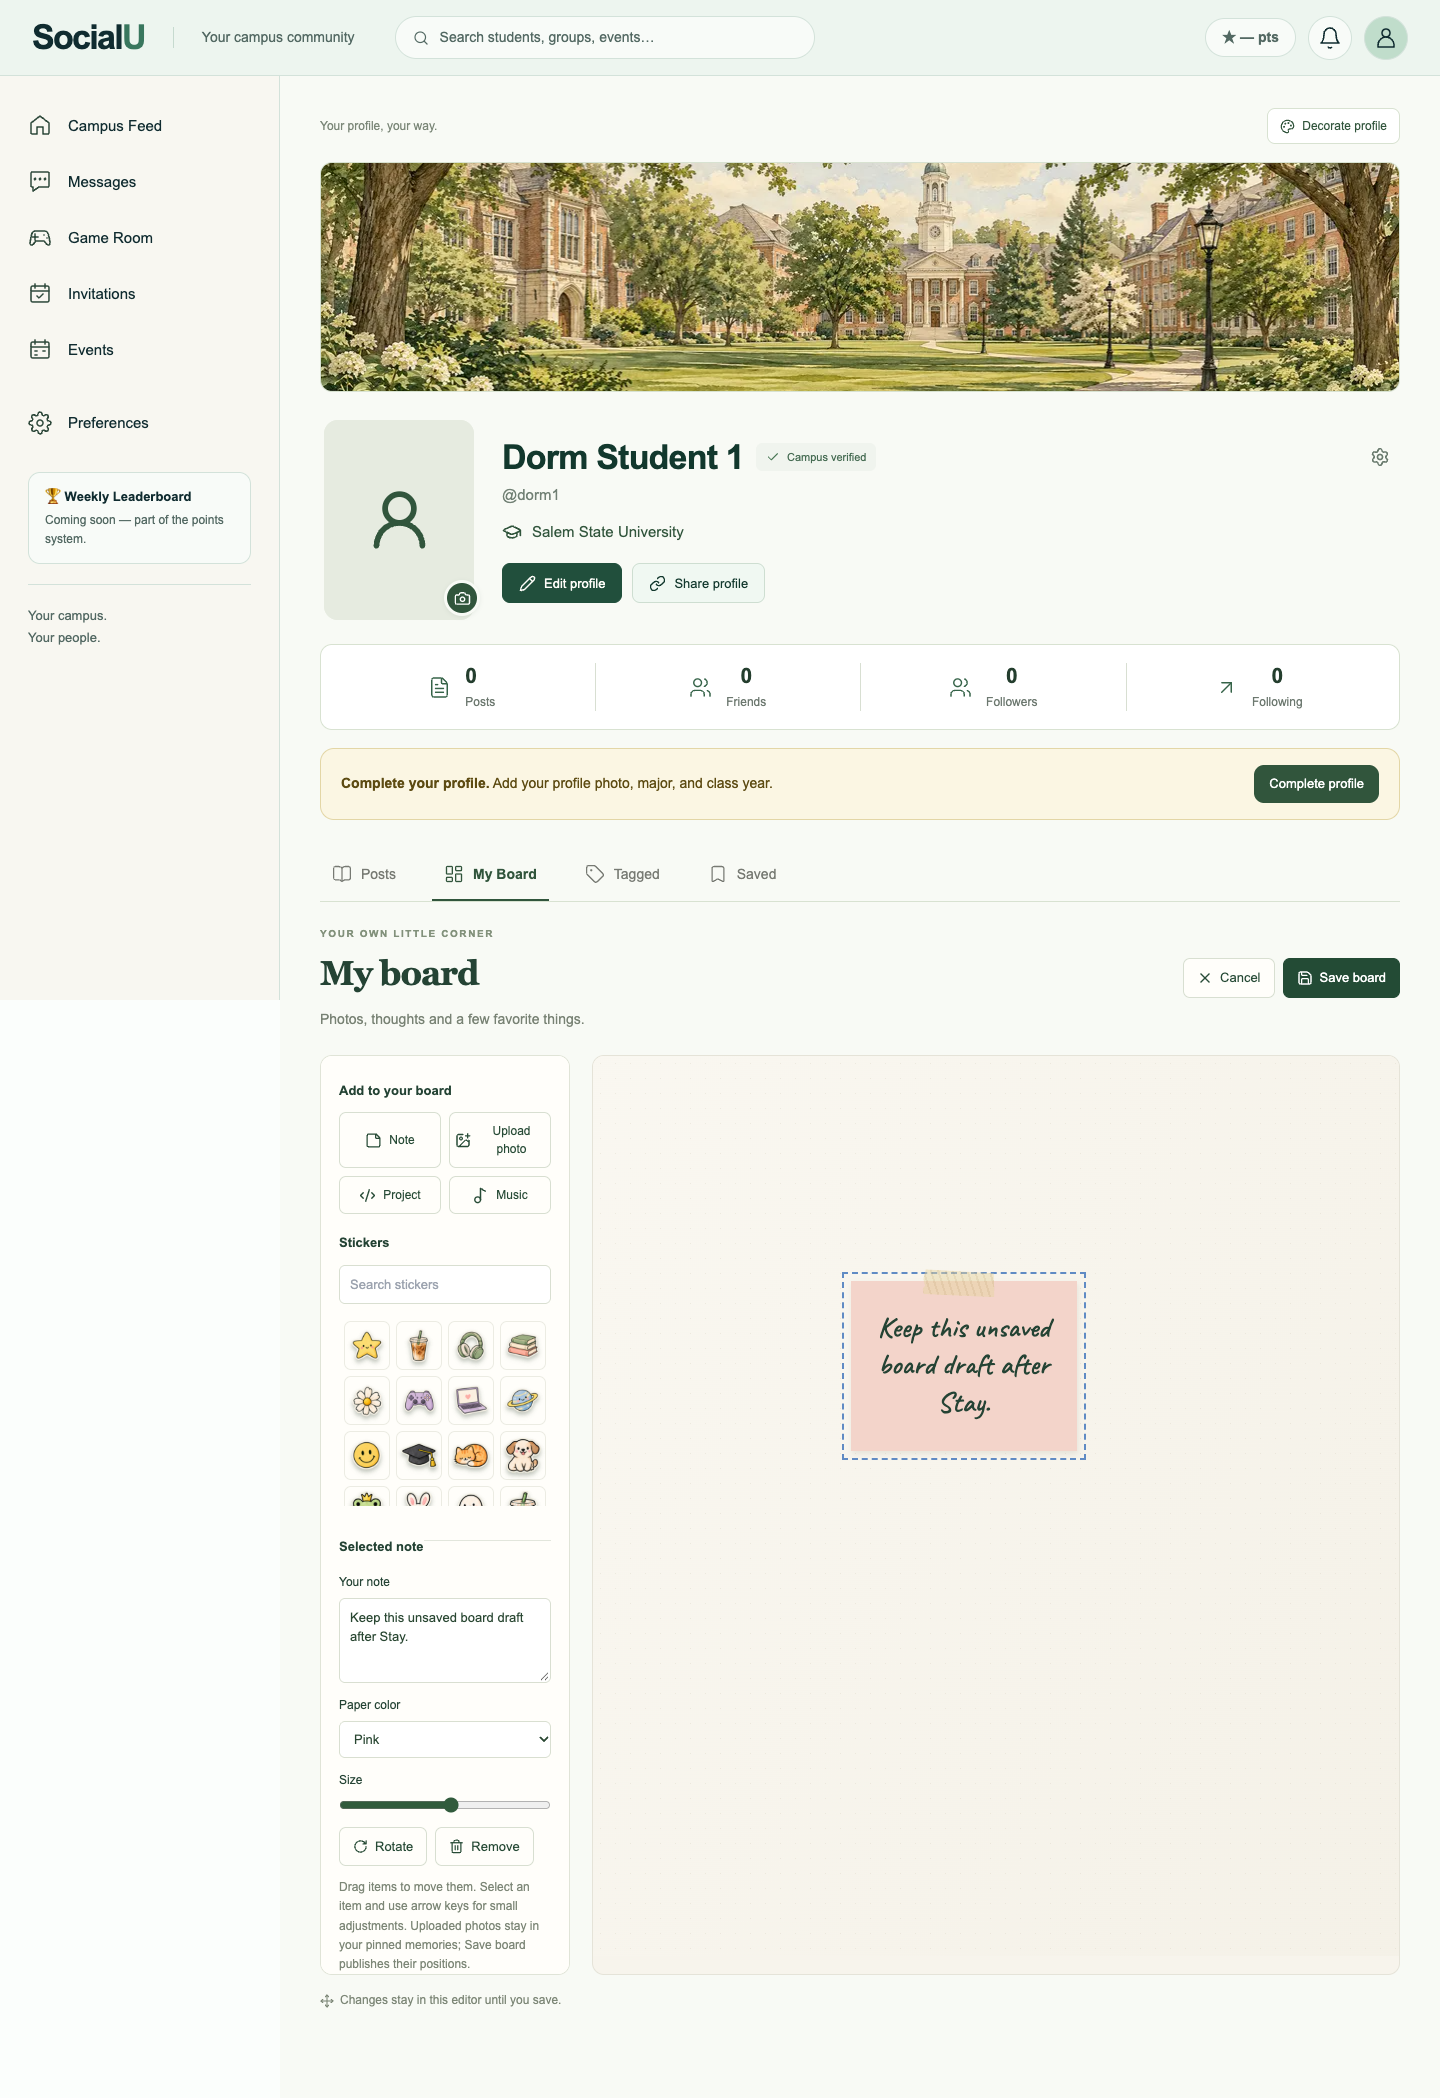 SocialU
Your campus community
Search students, groups, events…
★ — pts
Campus Feed
Messages
Game Room
Invitations
Events
Preferences
🏆 Weekly Leaderboard
Coming soon — part of the points
system.
Your campus.
Your people.
Your profile, your way.
Decorate profile
Dorm Student 1
Campus verified
@dorm1
Salem State University
Edit profile
Share profile
0
Posts
0
Friends
0
Followers
0
Following
Complete your profile. Add your profile photo, major, and class year.
Complete profile
Posts
My Board
Tagged
Saved
YOUR OWN LITTLE CORNER
My board
Photos, thoughts and a few favorite things.
Cancel
Save board
Add to your board
Note
Upload
photo
Project
Music
Stickers
Search stickers
Selected note
Your note
Keep this unsaved board draft
after Stay.
Paper color
Pink
Size
Rotate
Remove
Drag items to move them. Select an
item and use arrow keys for small
adjustments. Uploaded photos stay in
your pinned memories; Save board
publishes their positions.
Keep this unsaved
board draft after
Stay.
Changes stay in this editor until you save.